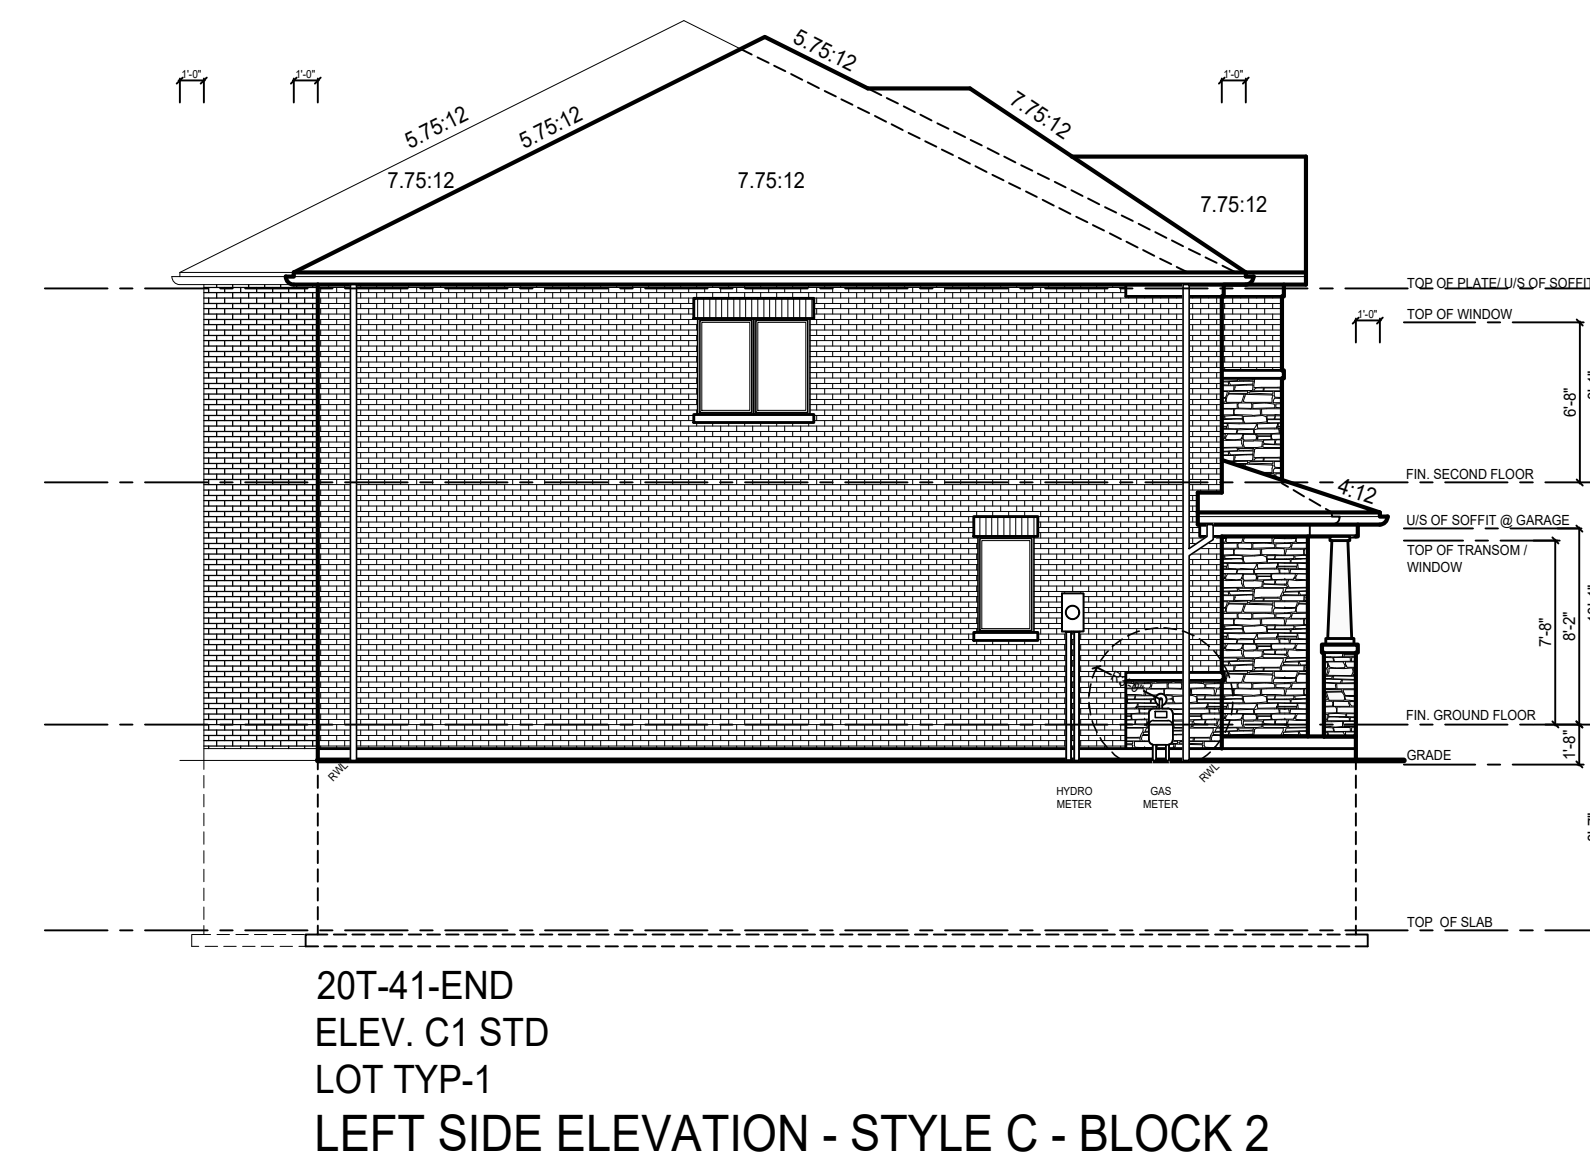 5.75:12
1'-0"
1'-0"
1'-0"
7.75:12
5.75:12
5.75:12
7.75:12
7.75:12
7.75:12
TOP OF PLATE/ U/S OF SOFFIT
1'-0"
TOP OF WINDOW
6'-8"
FIN. SECOND FLOOR
4:12
U/S OF SOFFIT @ GARAGE
TOP OF TRANSOM /
WINDOW
7'-8"
8'-2"
FIN. GROUND FLOOR
1'-8"
GRADE
RWL
RWL
HYDRO
METER
GAS
METER
TOP OF SLAB
20T-41-END
ELEV. C1 STD
LOT TYP-1
LEFT SIDE ELEVATION - STYLE C - BLOCK 2